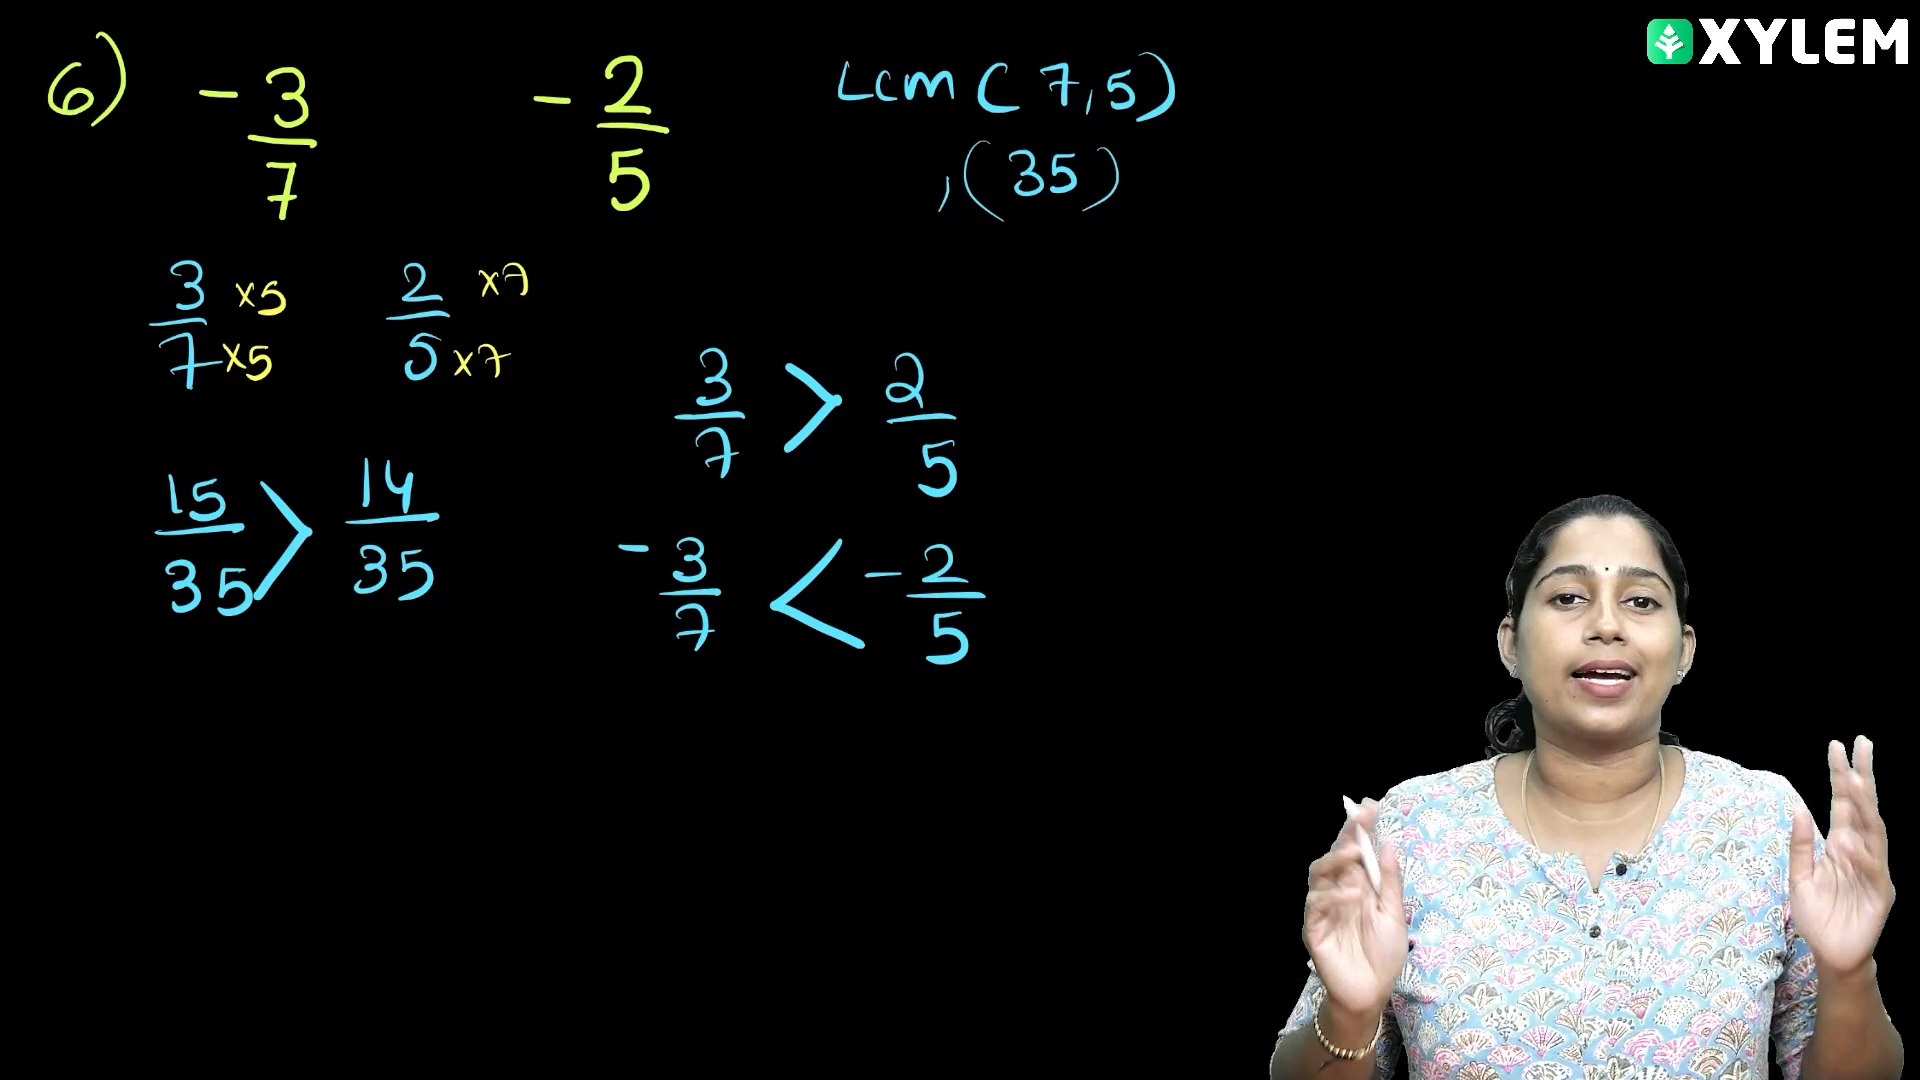 XYLEM
6) -3/7 -2/5 Lcm (7,5)
,(35)
3/7 ×5/×5 2/5 ×7/×7
3/7 > 2/5
15/35 > 14/35
-3/7 < -2/5